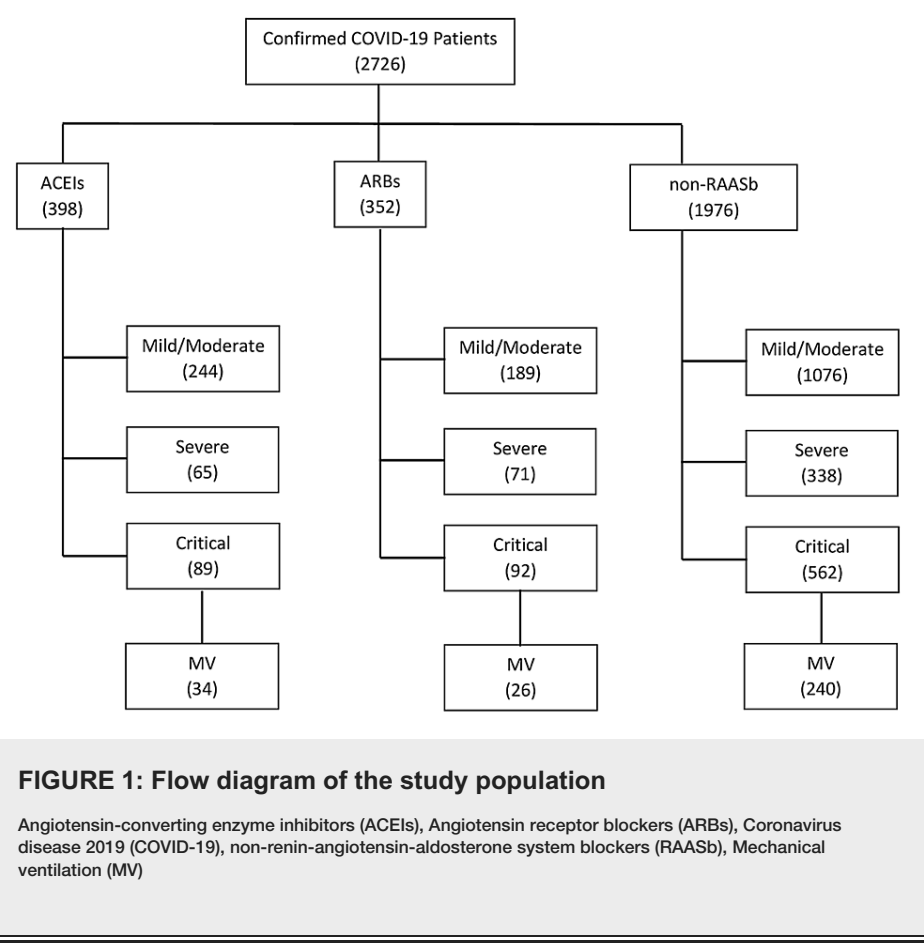 Confirmed COVID-19 Patients
(2726)
ACEIs
(398)
ARBs
(352)
non-RAASb
(1976)
Mild/Moderate
(244)
Mild/Moderate
(189)
Mild/Moderate
(1076)
Severe
(65)
Severe
(71)
Severe
(338)
Critical
(89)
Critical
(92)
Critical
(562)
MV
(34)
MV
(26)
MV
(240)
FIGURE 1: Flow diagram of the study population
Angiotensin-converting enzyme inhibitors (ACEIs), Angiotensin receptor blockers (ARBs), Coronavirus
disease 2019 (COVID-19), non-renin-angiotensin-aldosterone system blockers (RAASb), Mechanical
ventilation (MV)